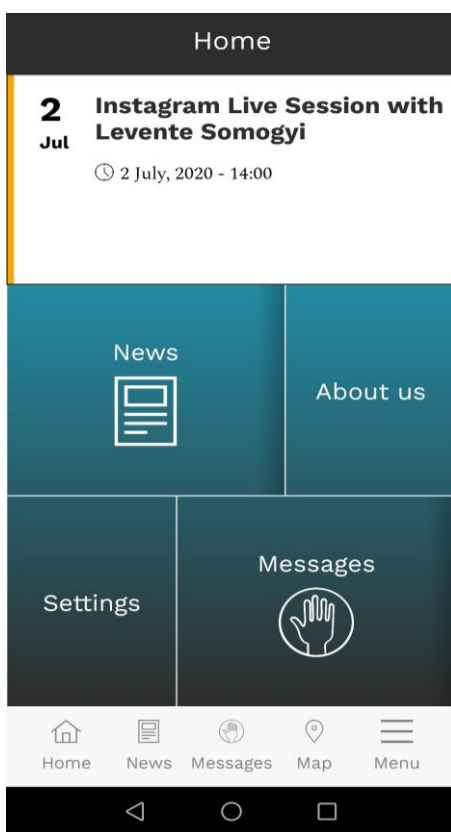 Home
2
Jul
Instagram Live Session with
Levente Somogyi
2 July, 2020 - 14:00
News
About us
Settings
Messages
Home
News
Messages
Map
Menu